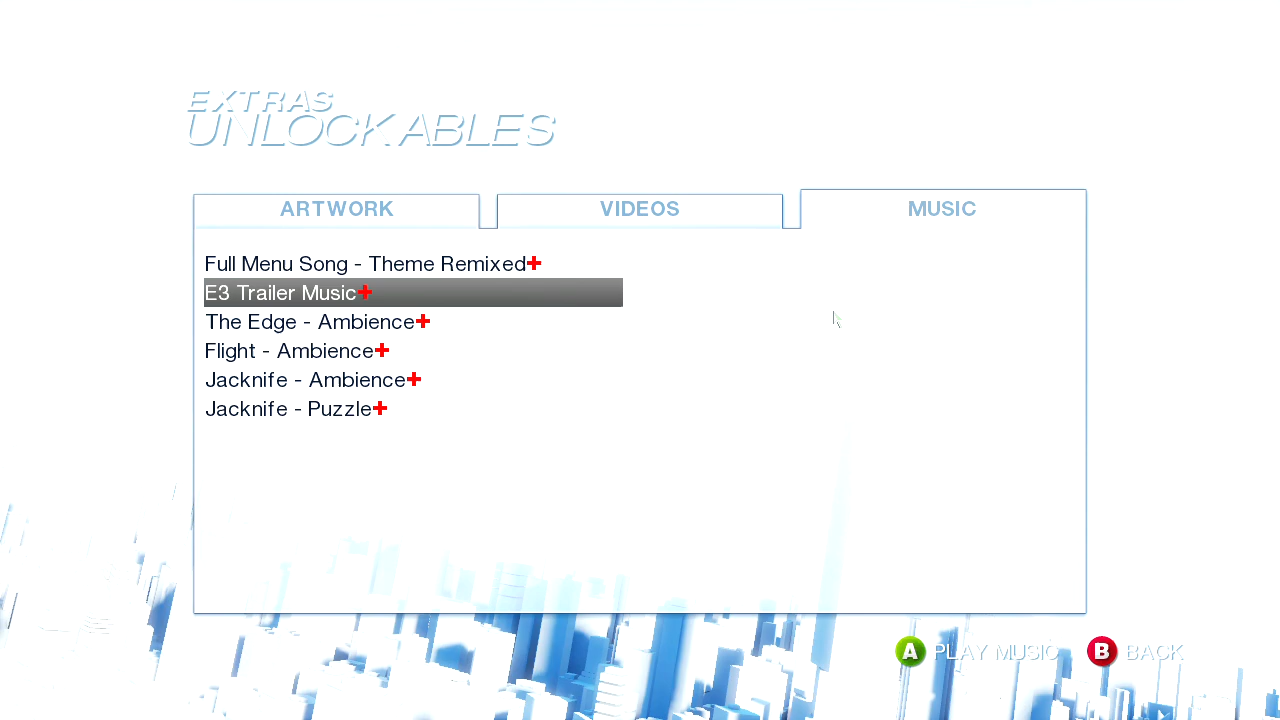 EXTRAS
UNLOCKABLES
ARTWORK VIDEOS MUSIC
Full Menu Song - Theme Remixed+
E3 Trailer Music+
The Edge - Ambience+
Flight - Ambience+
Jacknife - Ambience+
Jacknife - Puzzle+
A PLAY MUSIC B BACK